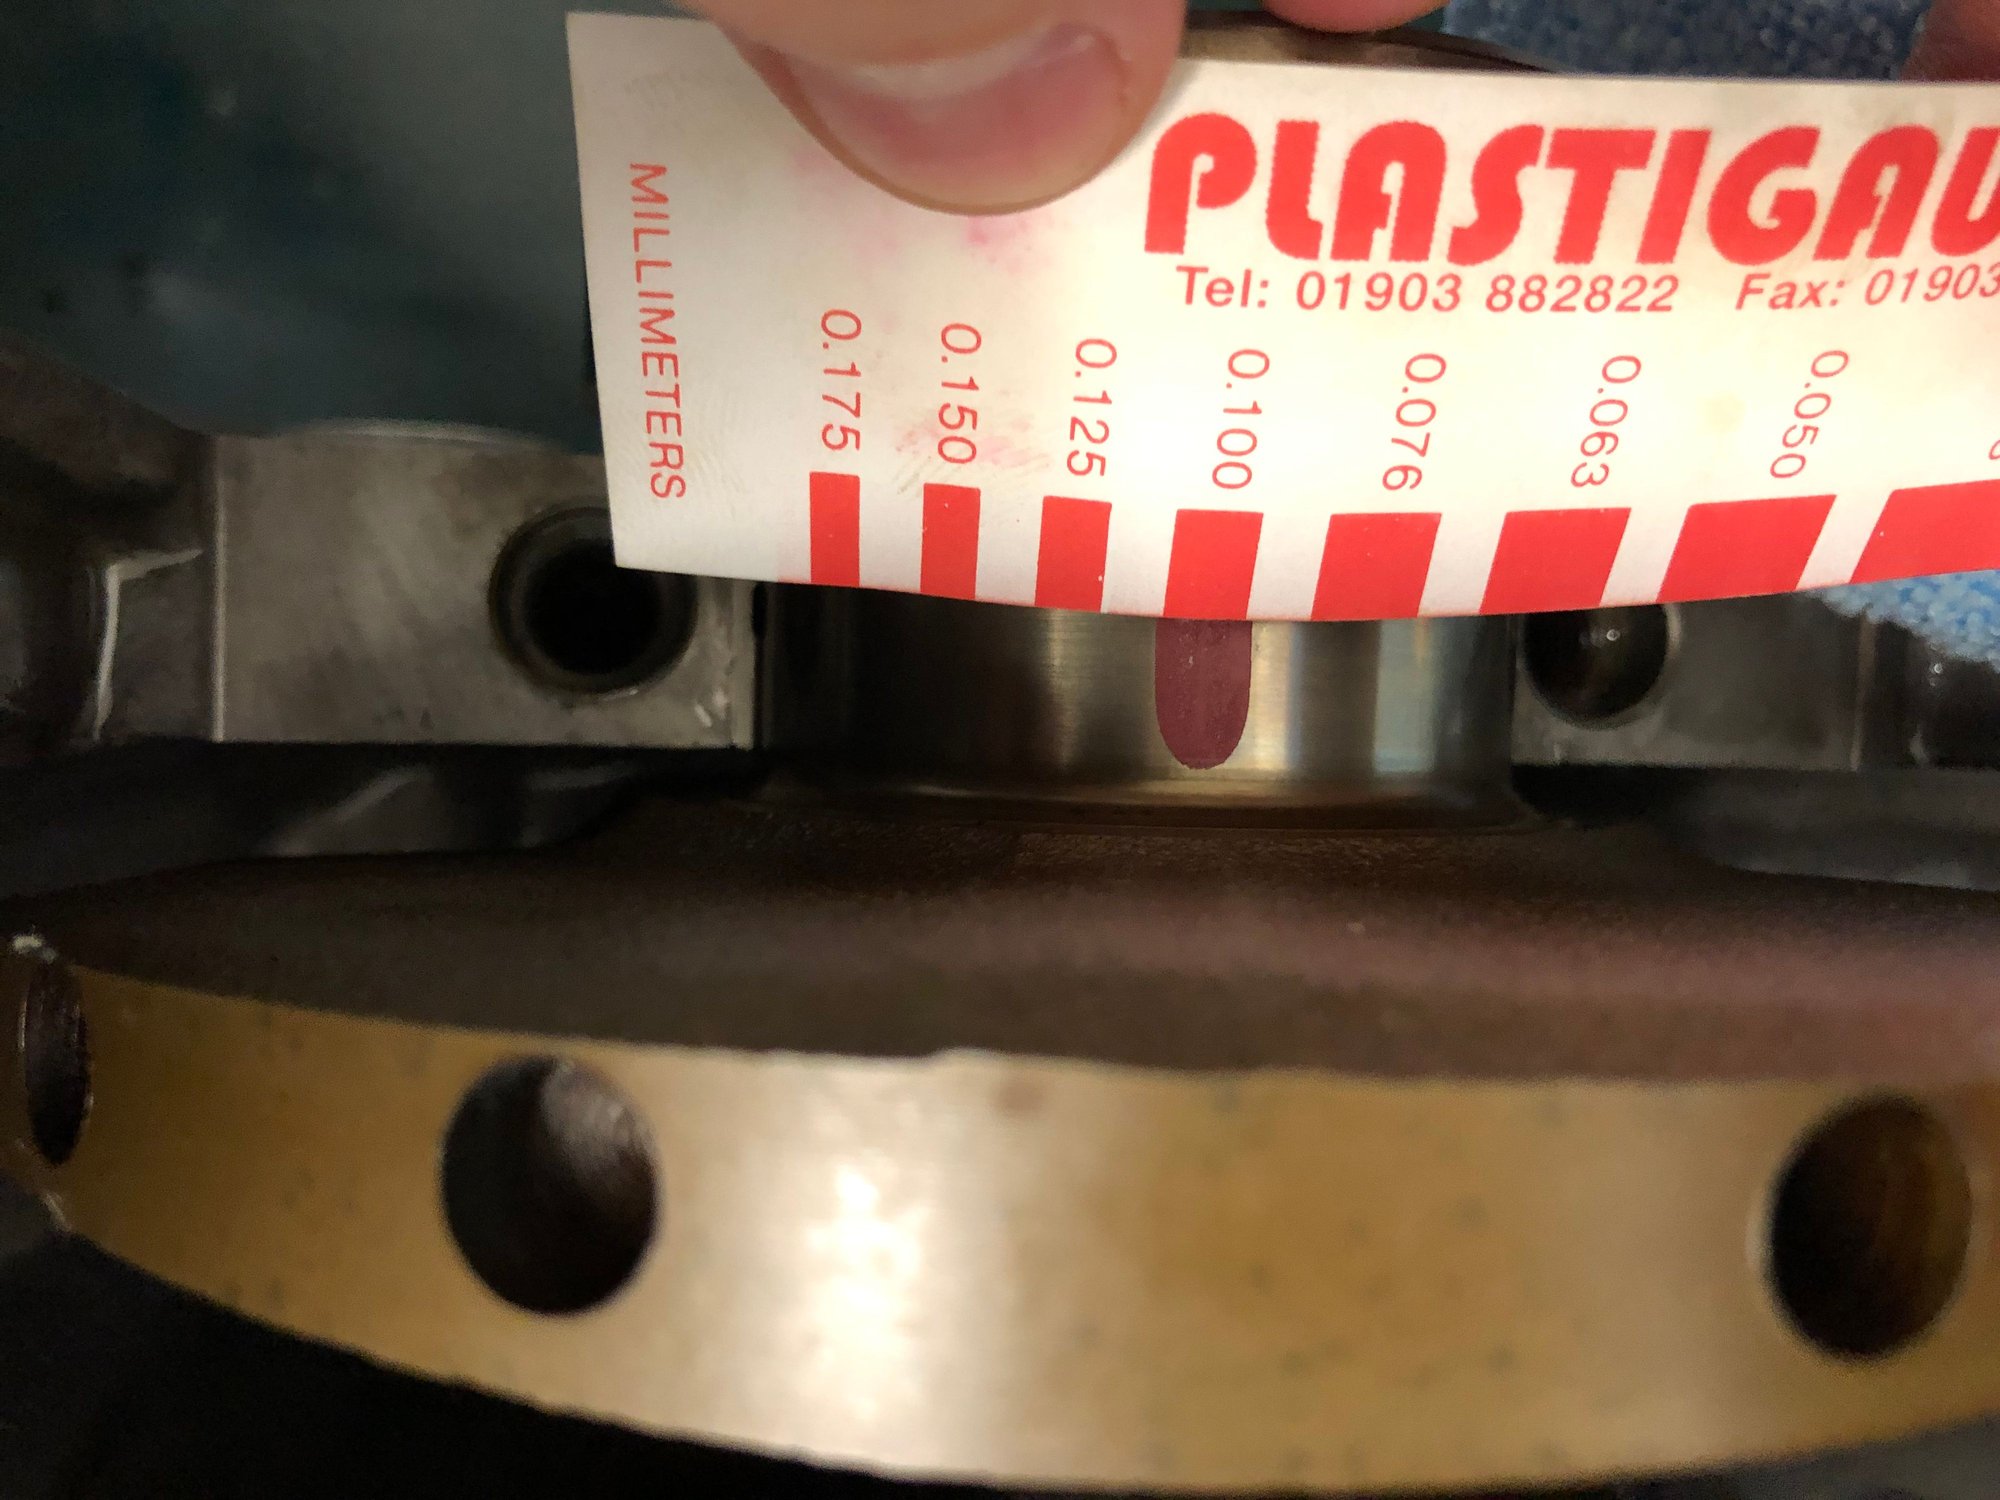 PLASTIGAU
Tel: 01903 882822 Fax: 01903
MILLIMETERS
0.175 0.150 0.125 0.100 0.076 0.063 0.050